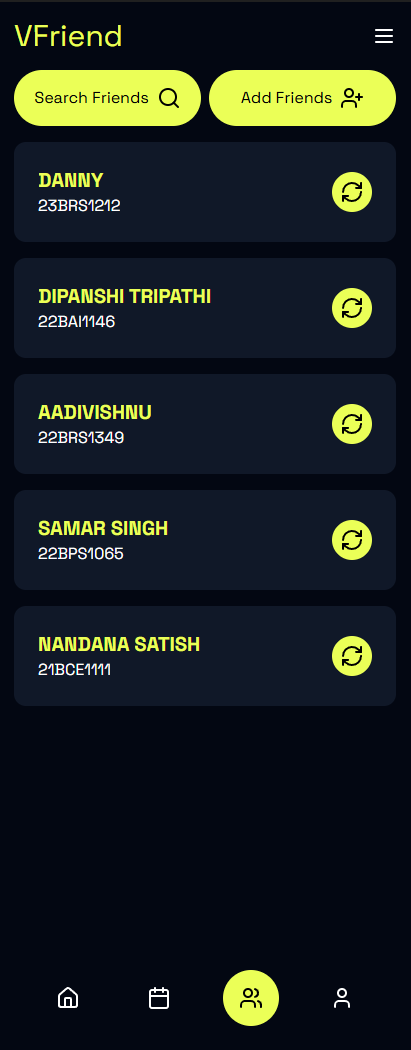 VFriend
Search Friends
Add Friends
DANNY
23BRS1212
DIPANSHI TRIPATHI
22BAI1146
AADIVISHNU
22BRS1349
SAMAR SINGH
22BPS1065
NANDANA SATISH
21BCE1111